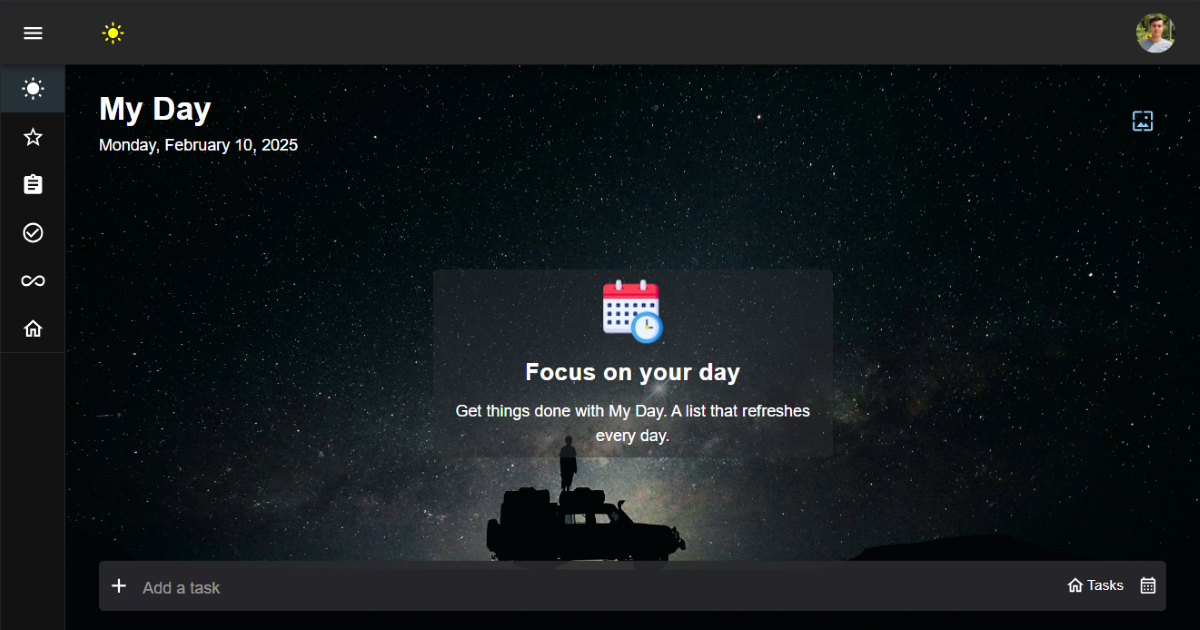 My Day
Monday, February 10, 2025
Focus on your day
Get things done with My Day. A list that refreshes
every day.
Add a task
Tasks